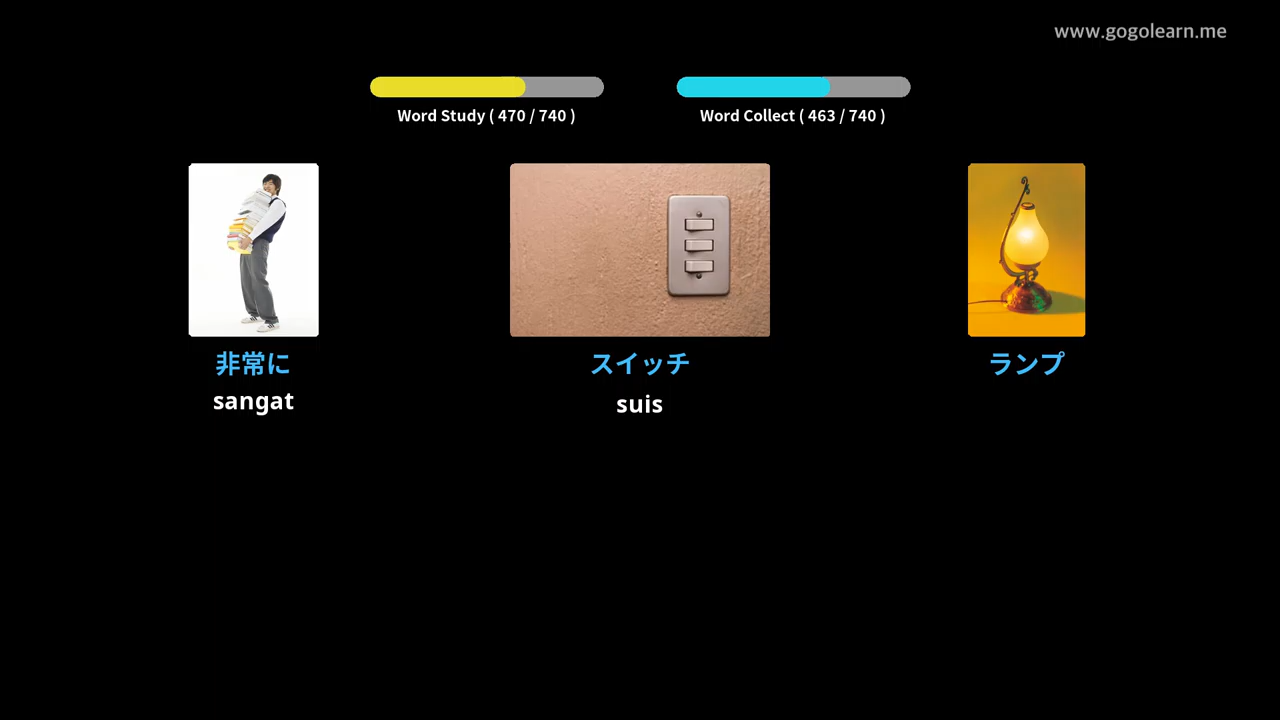 www.gogolearn.me
Word Study ( 470 / 740 )
Word Collect ( 463 / 740 )
非常に
sangat
スイッチ
suis
ランプ